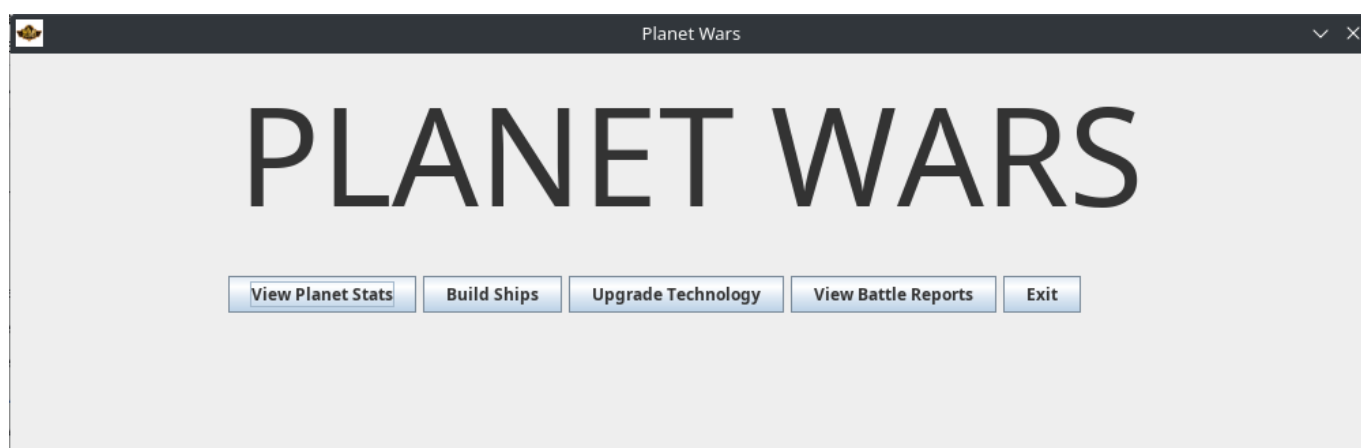 Planet Wars
PLANET WARS
View Planet Stats Build Ships Upgrade Technology View Battle Reports Exit